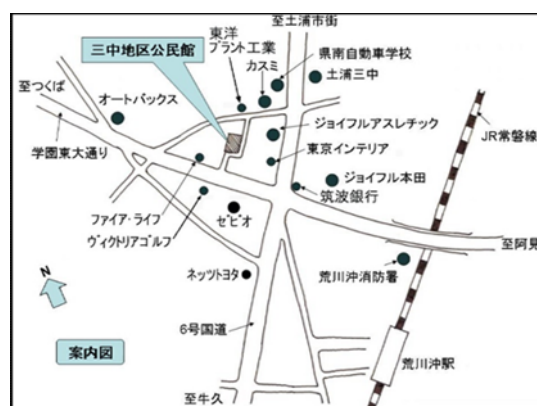 至土浦市街
東洋
プラント工業
カスミ
県南自動車学校
土浦三中
三中地区公民館
至つくば
オートバックス
ジョイフルアスレチック
JR常磐線
学園東大通り
東京インテリア
ジョイフル本田
筑波銀行
ファイア・ライフ
ゼビオ
ヴィクトリアゴルフ
至阿見
N
ネッツトヨタ
荒川沖消防署
6号国道
案内図
荒川沖駅
至牛久